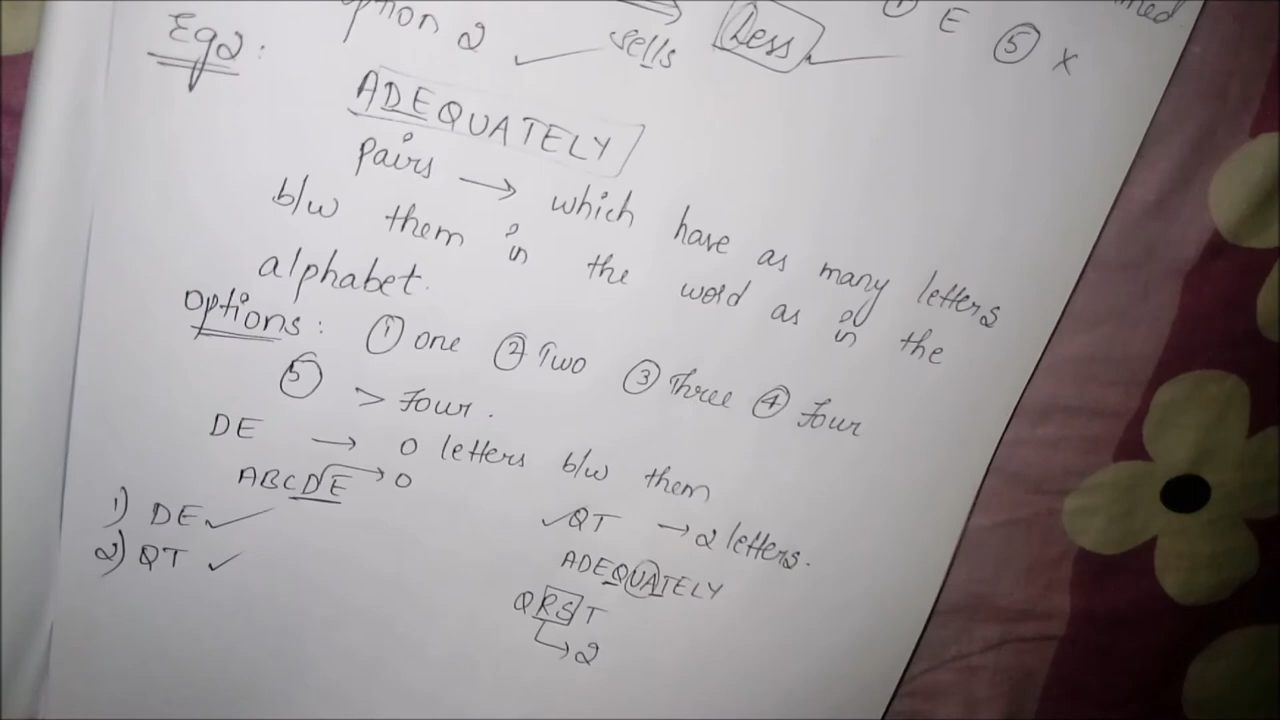 option 2 ✓ sells Less ✓ 1 E 5 x
Eg2:
ADEQUATELY
pairs → which have as many letters
b/w them in the word as in the
alphabet.
options: 1 one 2 Two 3 Three 4 Four
5 > Four.
DE → 0 letters b/w them
ABCDE → 0
1) DE ✓
2) QT ✓
✓ QT → 2 letters.
ADEQUATELY
QRST
↳ 2